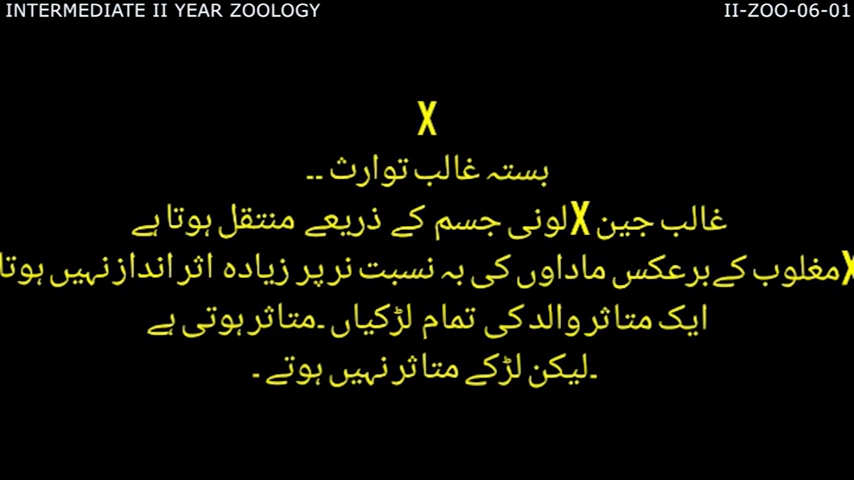 INTERMEDIATE II YEAR ZOOLOGY
II-ZOO-06-01
X
بستہ غالب توارث ۔۔
غالب جین X لونی جسم کے ذریعے منتقل ہوتا ہے
X مغلوب کے برعکس ماداوں کی بہ نسبت نر پر زیادہ اثر انداز نہیں ہوتا
ایک متاثر والد کی تمام لڑکیاں ۔متاثر ہوتی ہے
۔لیکن لڑکے متاثر نہیں ہوتے ۔